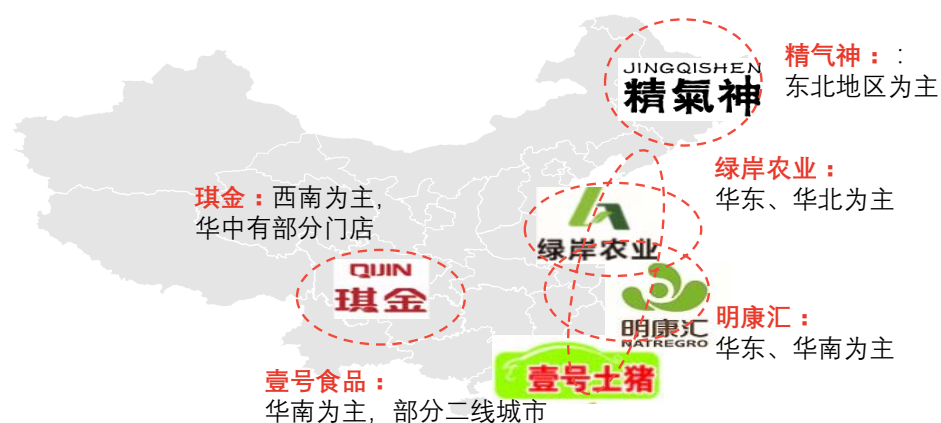 JINGQISHEN
精氣神
精气神：:
东北地区为主
绿岸农业：
华东、华北为主
绿岸农业
琪金：西南为主，
华中有部分门店
QIJIN
琪金
明康汇
NATREGRO
明康汇：
华东、华南为主
壹号土猪
壹号食品：
华南为主，部分二线城市